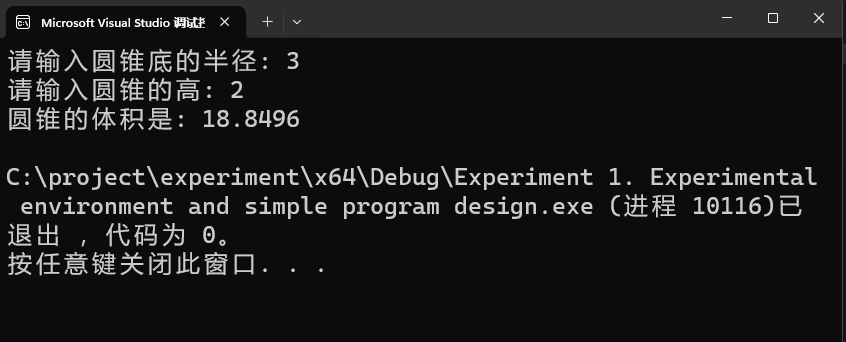 Microsoft Visual Studio 调试
请输入圆锥底的半径: 3
请输入圆锥的高: 2
圆锥的体积是: 18.8496
C:\project\experiment\x64\Debug\Experiment 1. Experimental
environment and simple program design.exe (进程 10116)已
退出 , 代码为 0。
按任意键关闭此窗口. . .